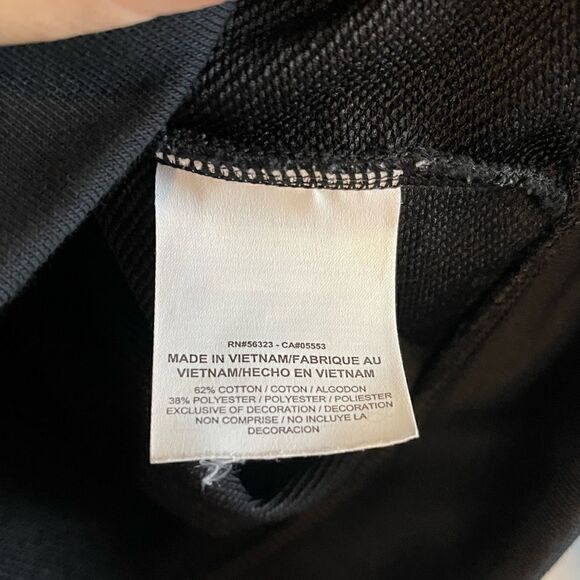 RN#56323 - CA#05553
MADE IN VIETNAM/FABRIQUE AU
VIETNAM/HECHO EN VIETNAM
62% COTTON / COTON / ALGODON
38% POLYESTER / POLYESTER / POLIESTER
EXCLUSIVE OF DECORATION / DECORATION
NON COMPRISE / NO INCLUYE LA
DECORACION